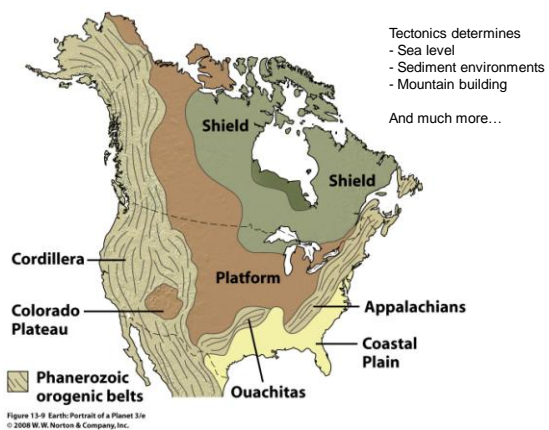 Tectonics determines
- Sea level
- Sediment environments
- Mountain building
And much more…
Shield
Shield
Cordillera
Platform
Colorado
Plateau
Appalachians
Coastal
Plain
Phanerozoic
orogenic belts
Ouachitas
Figure 13-9 Earth: Portrait of a Planet 3/e
© 2008 W. W. Norton & Company, Inc.